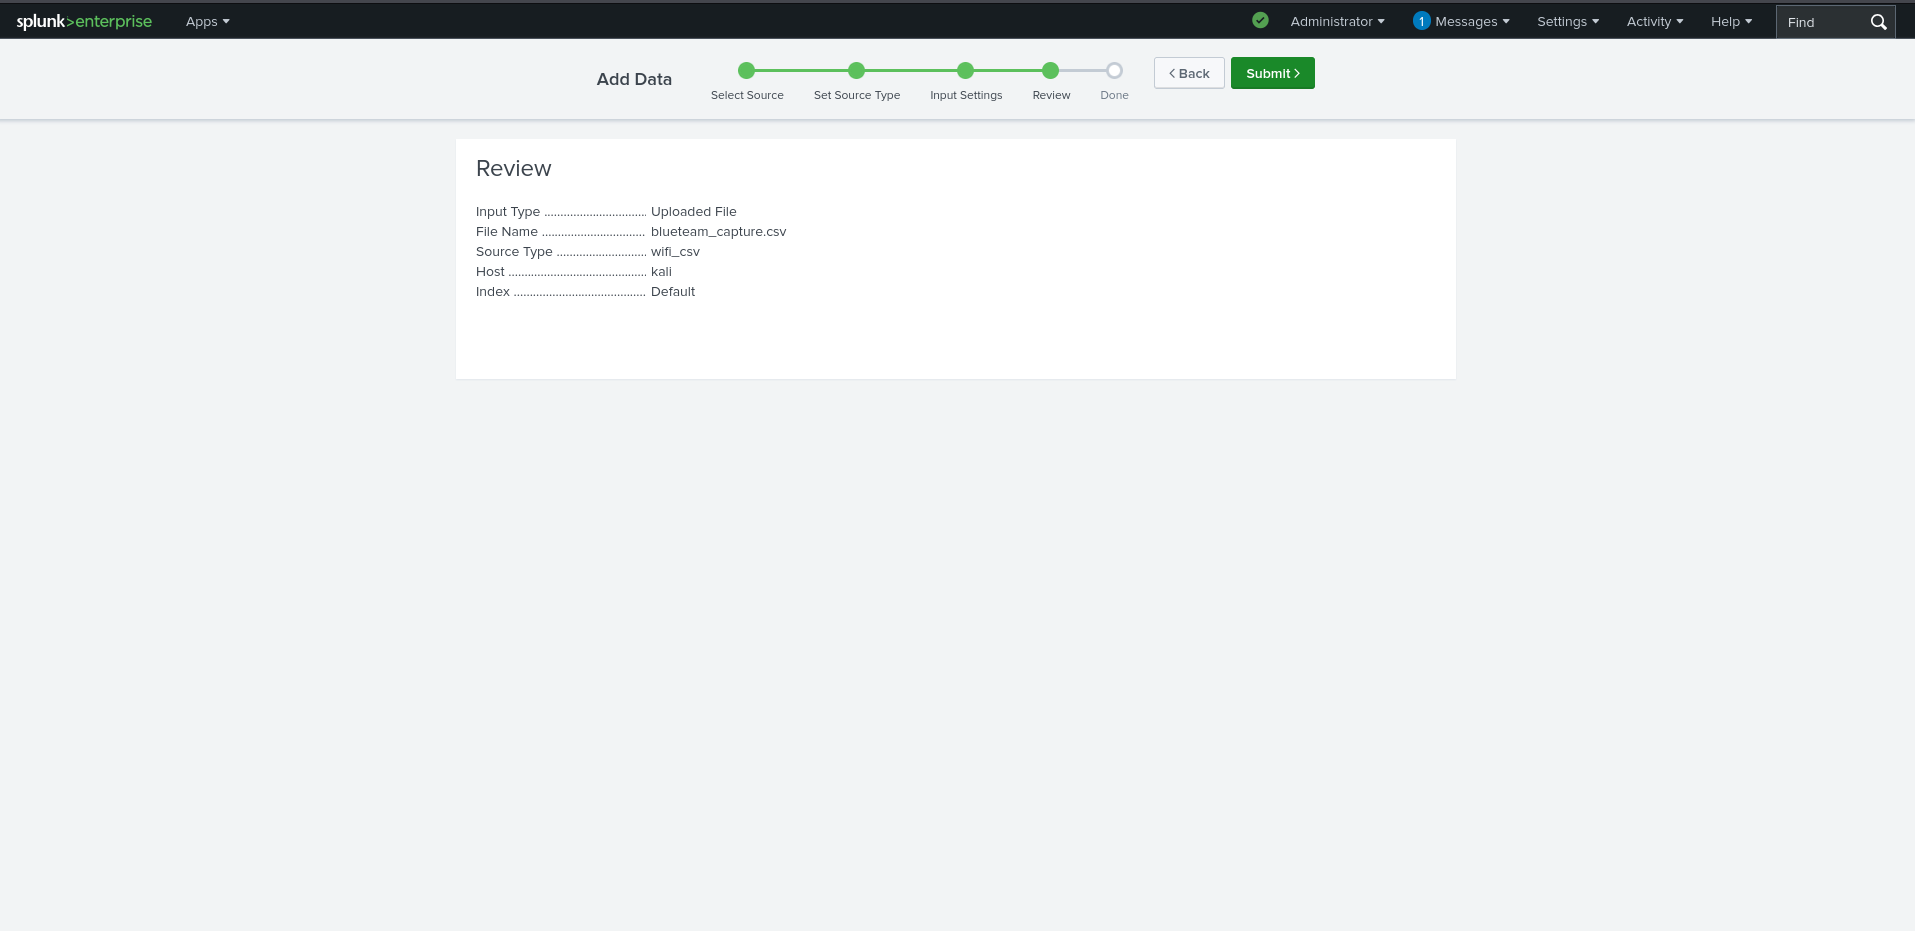 splunk>enterprise Apps Administrator 1 Messages Settings Activity Help Find
Add Data
Select Source Set Source Type Input Settings Review Done
< Back Submit >
Review
Input Type ................................ Uploaded File
File Name ................................ blueteam_capture.csv
Source Type ............................ wifi_csv
Host ........................................... kali
Index ......................................... Default